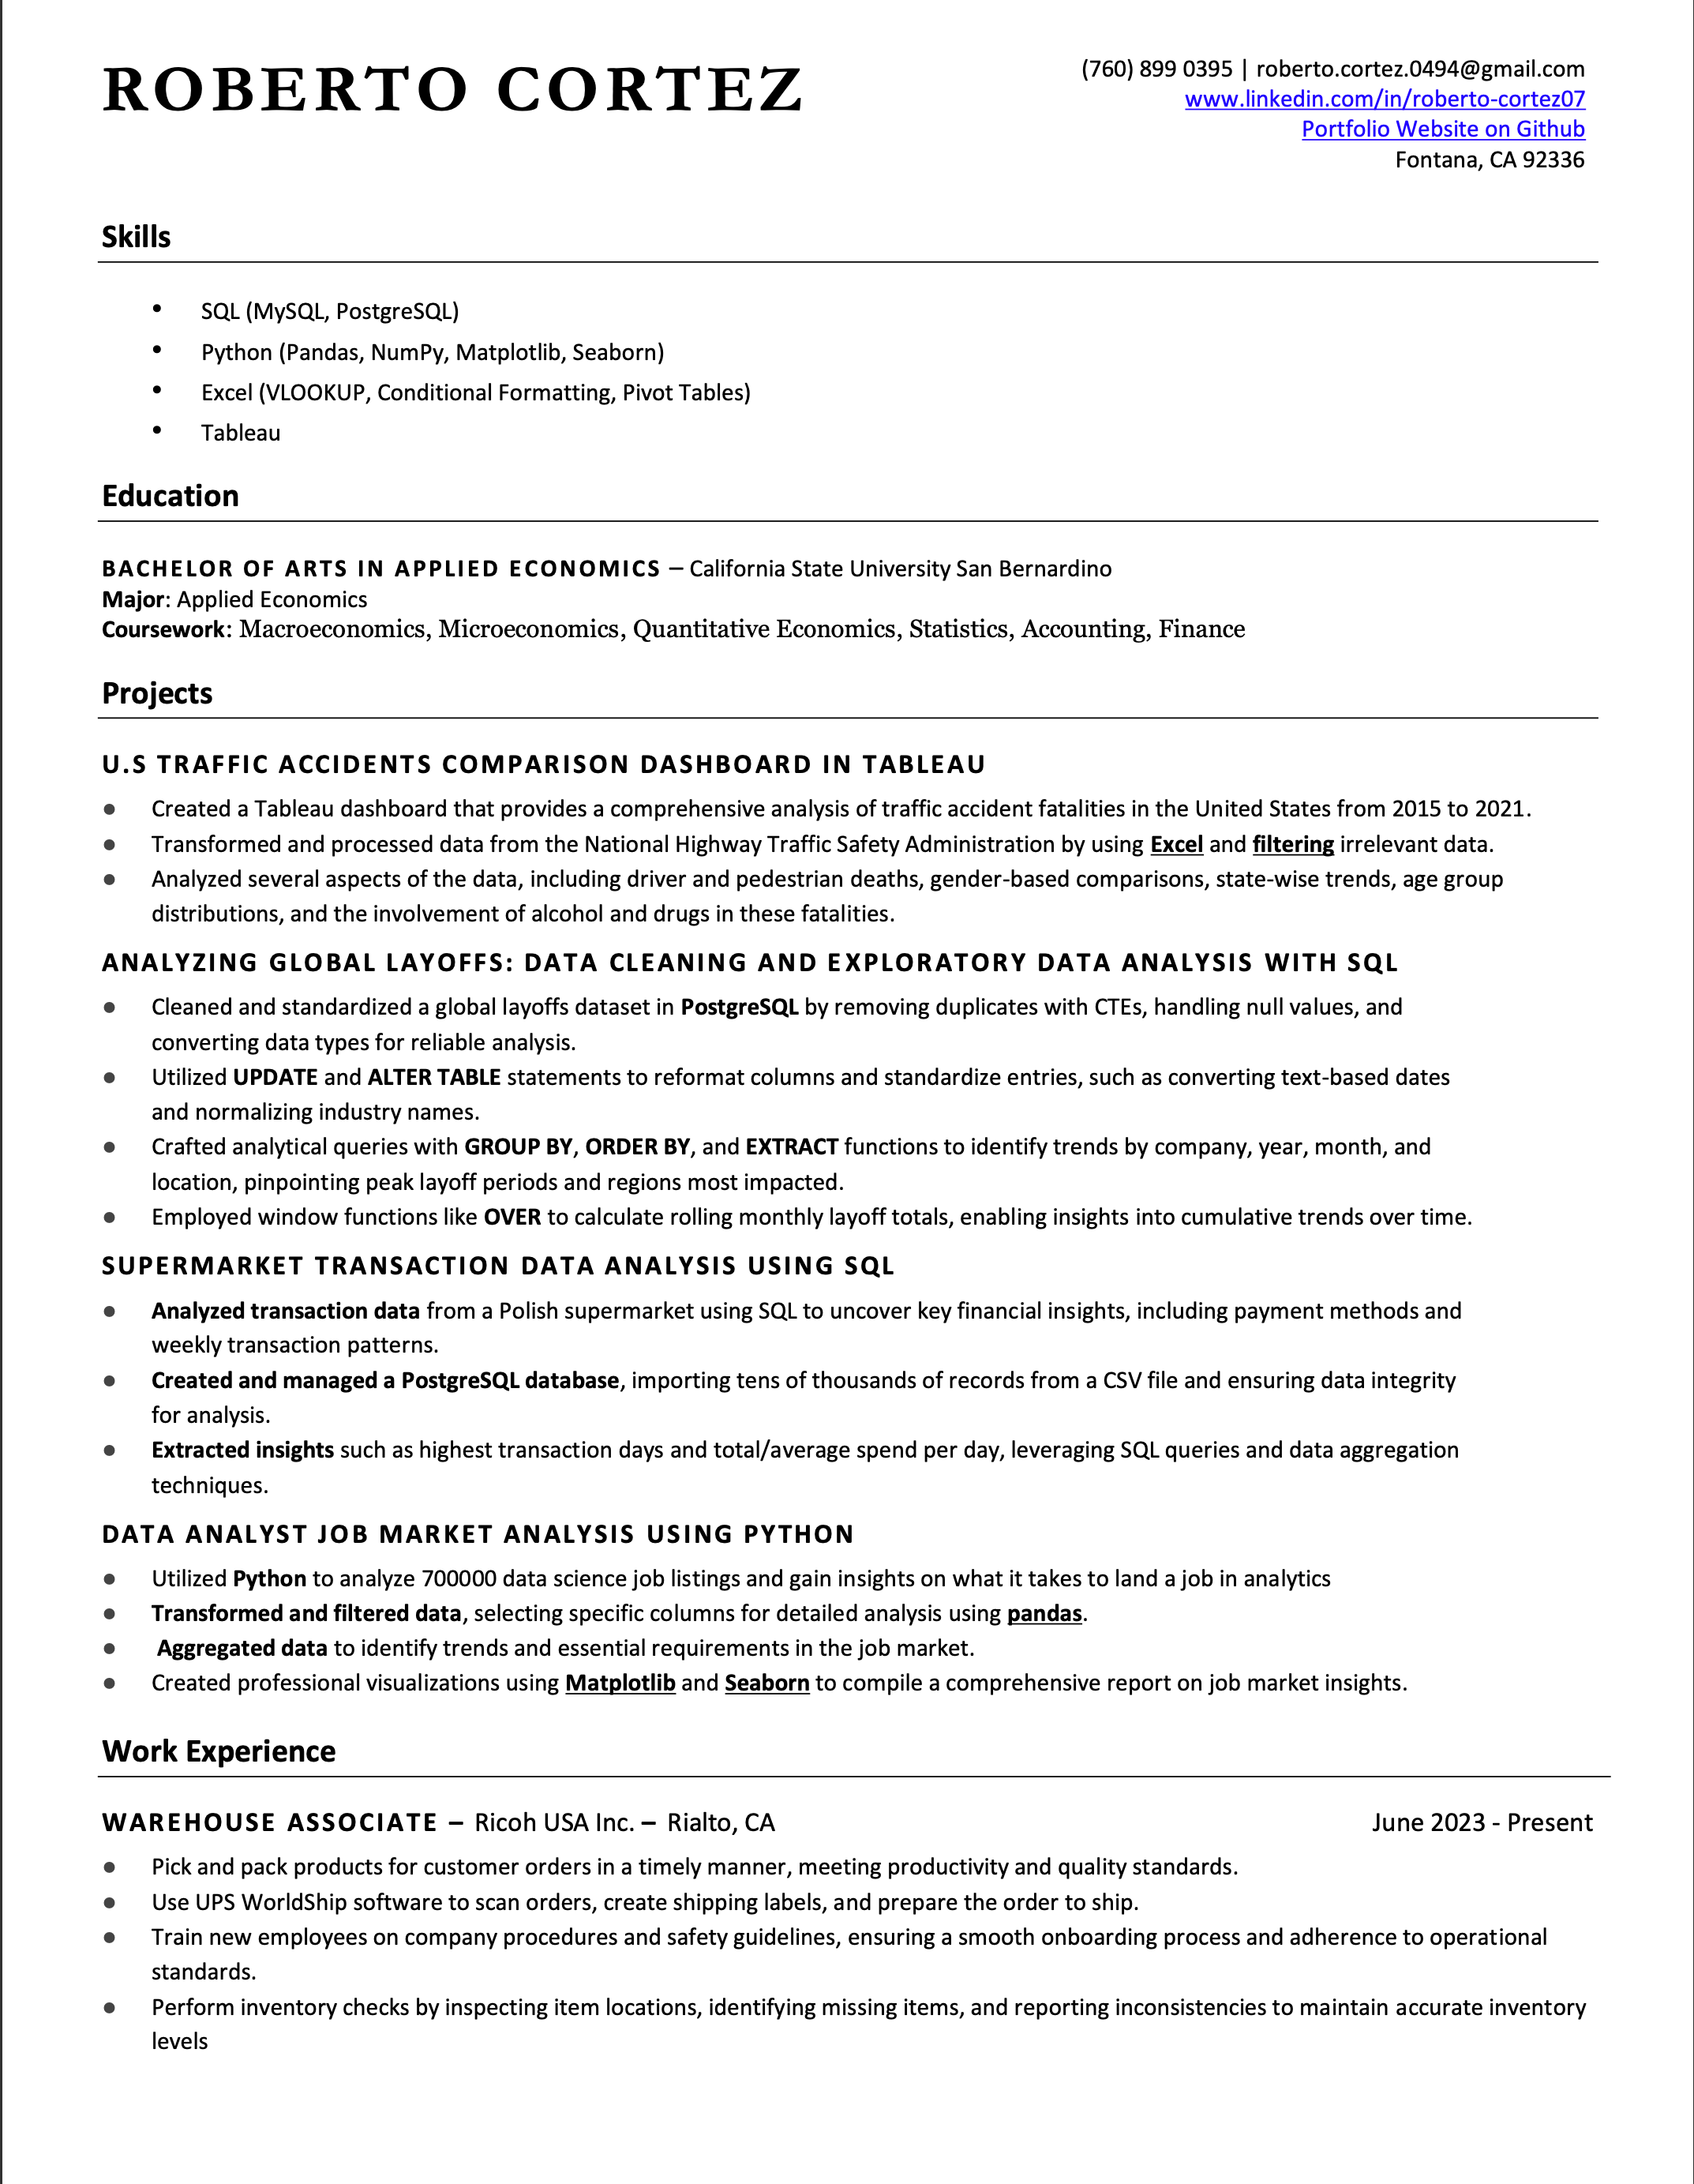 ROBERTO CORTEZ
(760) 899 0395 | roberto.cortez.0494@gmail.com
www.linkedin.com/in/roberto-cortez07
Portfolio Website on Github
Fontana, CA 92336
Skills
• SQL (MySQL, PostgreSQL)
• Python (Pandas, NumPy, Matplotlib, Seaborn)
• Excel (VLOOKUP, Conditional Formatting, Pivot Tables)
• Tableau
Education
BACHELOR OF ARTS IN APPLIED ECONOMICS – California State University San Bernardino
Major: Applied Economics
Coursework: Macroeconomics, Microeconomics, Quantitative Economics, Statistics, Accounting, Finance
Projects
U.S TRAFFIC ACCIDENTS COMPARISON DASHBOARD IN TABLEAU
● Created a Tableau dashboard that provides a comprehensive analysis of traffic accident fatalities in the United States from 2015 to 2021.
● Transformed and processed data from the National Highway Traffic Safety Administration by using Excel and filtering irrelevant data.
● Analyzed several aspects of the data, including driver and pedestrian deaths, gender-based comparisons, state-wise trends, age group
distributions, and the involvement of alcohol and drugs in these fatalities.
ANALYZING GLOBAL LAYOFFS: DATA CLEANING AND EXPLORATORY DATA ANALYSIS WITH SQL
● Cleaned and standardized a global layoffs dataset in PostgreSQL by removing duplicates with CTEs, handling null values, and
converting data types for reliable analysis.
● Utilized UPDATE and ALTER TABLE statements to reformat columns and standardize entries, such as converting text-based dates
and normalizing industry names.
● Crafted analytical queries with GROUP BY, ORDER BY, and EXTRACT functions to identify trends by company, year, month, and
location, pinpointing peak layoff periods and regions most impacted.
● Employed window functions like OVER to calculate rolling monthly layoff totals, enabling insights into cumulative trends over time.
SUPERMARKET TRANSACTION DATA ANALYSIS USING SQL
● Analyzed transaction data from a Polish supermarket using SQL to uncover key financial insights, including payment methods and
weekly transaction patterns.
● Created and managed a PostgreSQL database, importing tens of thousands of records from a CSV file and ensuring data integrity
for analysis.
● Extracted insights such as highest transaction days and total/average spend per day, leveraging SQL queries and data aggregation
techniques.
DATA ANALYST JOB MARKET ANALYSIS USING PYTHON
● Utilized Python to analyze 700000 data science job listings and gain insights on what it takes to land a job in analytics
● Transformed and filtered data, selecting specific columns for detailed analysis using pandas.
● Aggregated data to identify trends and essential requirements in the job market.
● Created professional visualizations using Matplotlib and Seaborn to compile a comprehensive report on job market insights.
Work Experience
WAREHOUSE ASSOCIATE – Ricoh USA Inc. – Rialto, CA June 2023 - Present
● Pick and pack products for customer orders in a timely manner, meeting productivity and quality standards.
● Use UPS WorldShip software to scan orders, create shipping labels, and prepare the order to ship.
● Train new employees on company procedures and safety guidelines, ensuring a smooth onboarding process and adherence to operational
standards.
● Perform inventory checks by inspecting item locations, identifying missing items, and reporting inconsistencies to maintain accurate inventory
levels